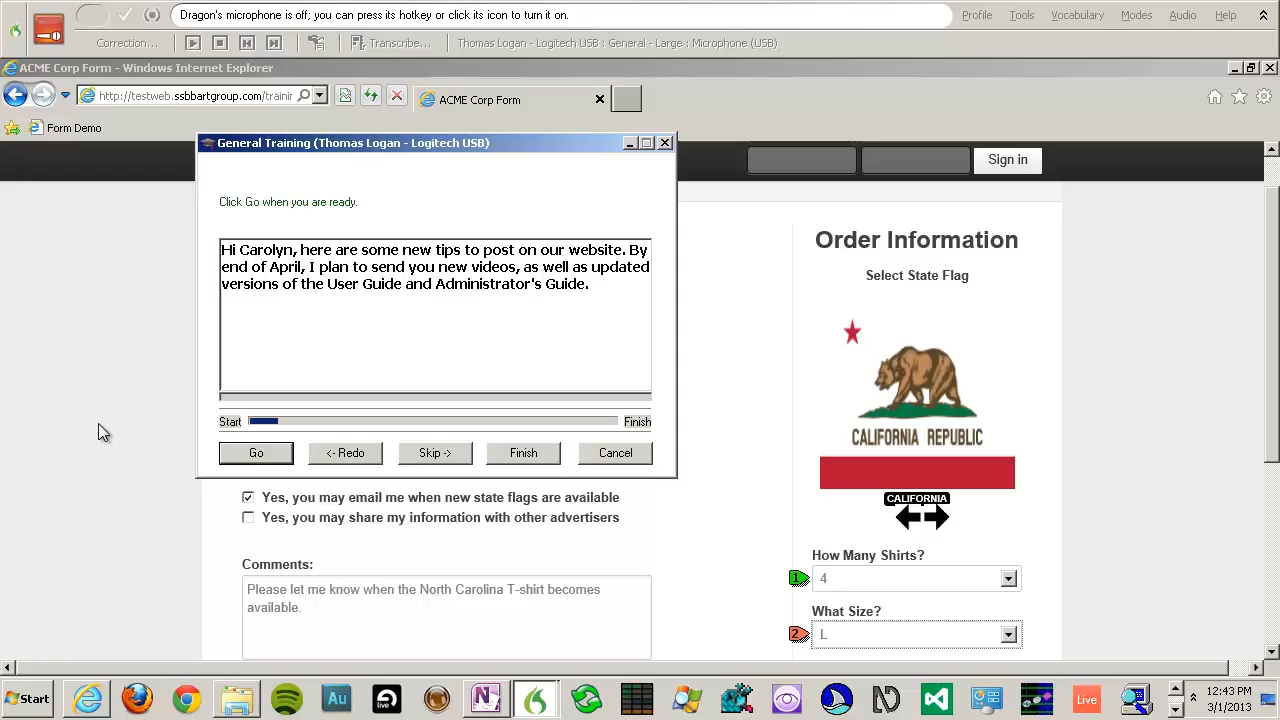 Dragon's microphone is off: you can press its hotkey or click its icon to turn it on.
Profile Tools Vocabulary Modes Audio Help
Correction... Transcribe... Thomas Logan - Logitech USB : General - Large : Microphone (USB)
ACME Corp Form - Windows Internet Explorer
http://testweb.ssbbartgroup.com/trainir
ACME Corp Form
Form Demo
General Training (Thomas Logan - Logitech USB)
Sign in
Click Go when you are ready.
Hi Carolyn, here are some new tips to post on our website. By
end of April, I plan to send you new videos, as well as updated
versions of the User Guide and Administrator's Guide.
Start Finish
Go <- Redo Skip -> Finish Cancel
Yes, you may email me when new state flags are available
Yes, you may share my information with other advertisers
Comments:
Please let me know when the North Carolina T-shirt becomes
available.
Order Information
Select State Flag
CALIFORNIA REPUBLIC
CALIFORNIA
How Many Shirts?
1 4
What Size?
2 L
Start
Au
live
N
Live
12:43 PM
3/1/2013